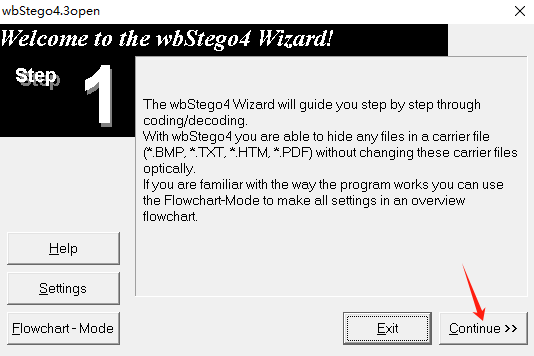 wbStego4.3open
Welcome to the wbStego4 Wizard!
Step 1
The wbStego4 Wizard will guide you step by step through
coding/decoding.
With wbStego4 you are able to hide any files in a carrier file
(*.BMP, *.TXT, *.HTM, *.PDF) without changing these carrier files
optically.
If you are familiar with the way the program works you can use
the Flowchart-Mode to make all settings in an overview
flowchart.
Help
Settings
Flowchart - Mode
Exit
Continue >>